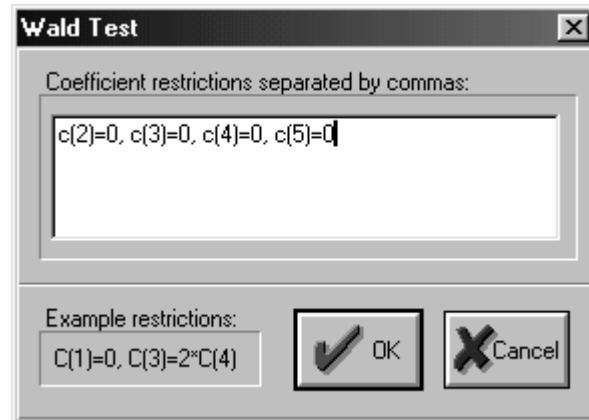 Wald Test
Coefficient restrictions separated by commas:
c(2)=0, c(3)=0, c(4)=0, c(5)=0
Example restrictions:
C(1)=0, C(3)=2*C(4)
OK
Cancel